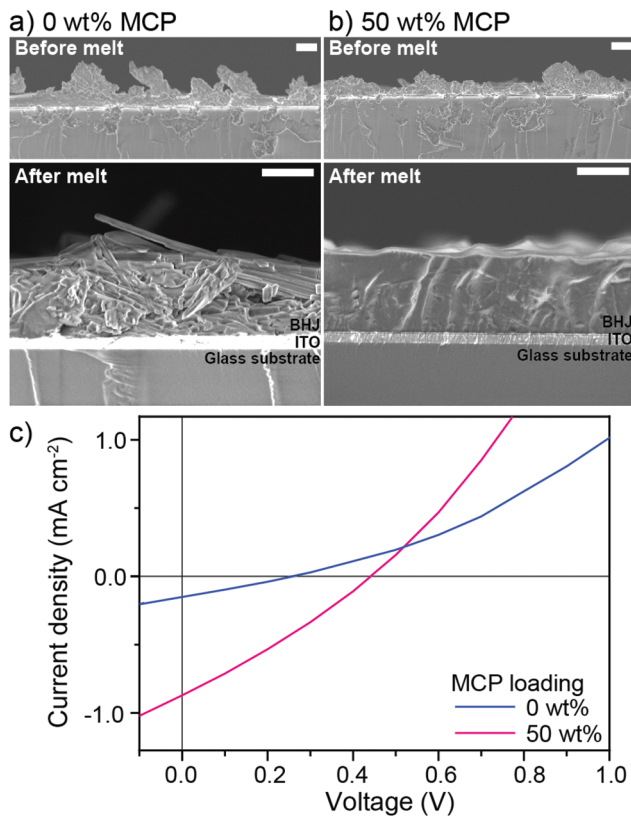 a) 0 wt% MCP
Before melt
After melt
BHJ
ITO
Glass substrate
b) 50 wt% MCP
Before melt
After melt
BHJ
ITO
Glass substrate
c)
Current density (mA cm-2)
1.0
0.0
-1.0
MCP loading
0 wt%
50 wt%
0.0 0.2 0.4 0.6 0.8 1.0
Voltage (V)